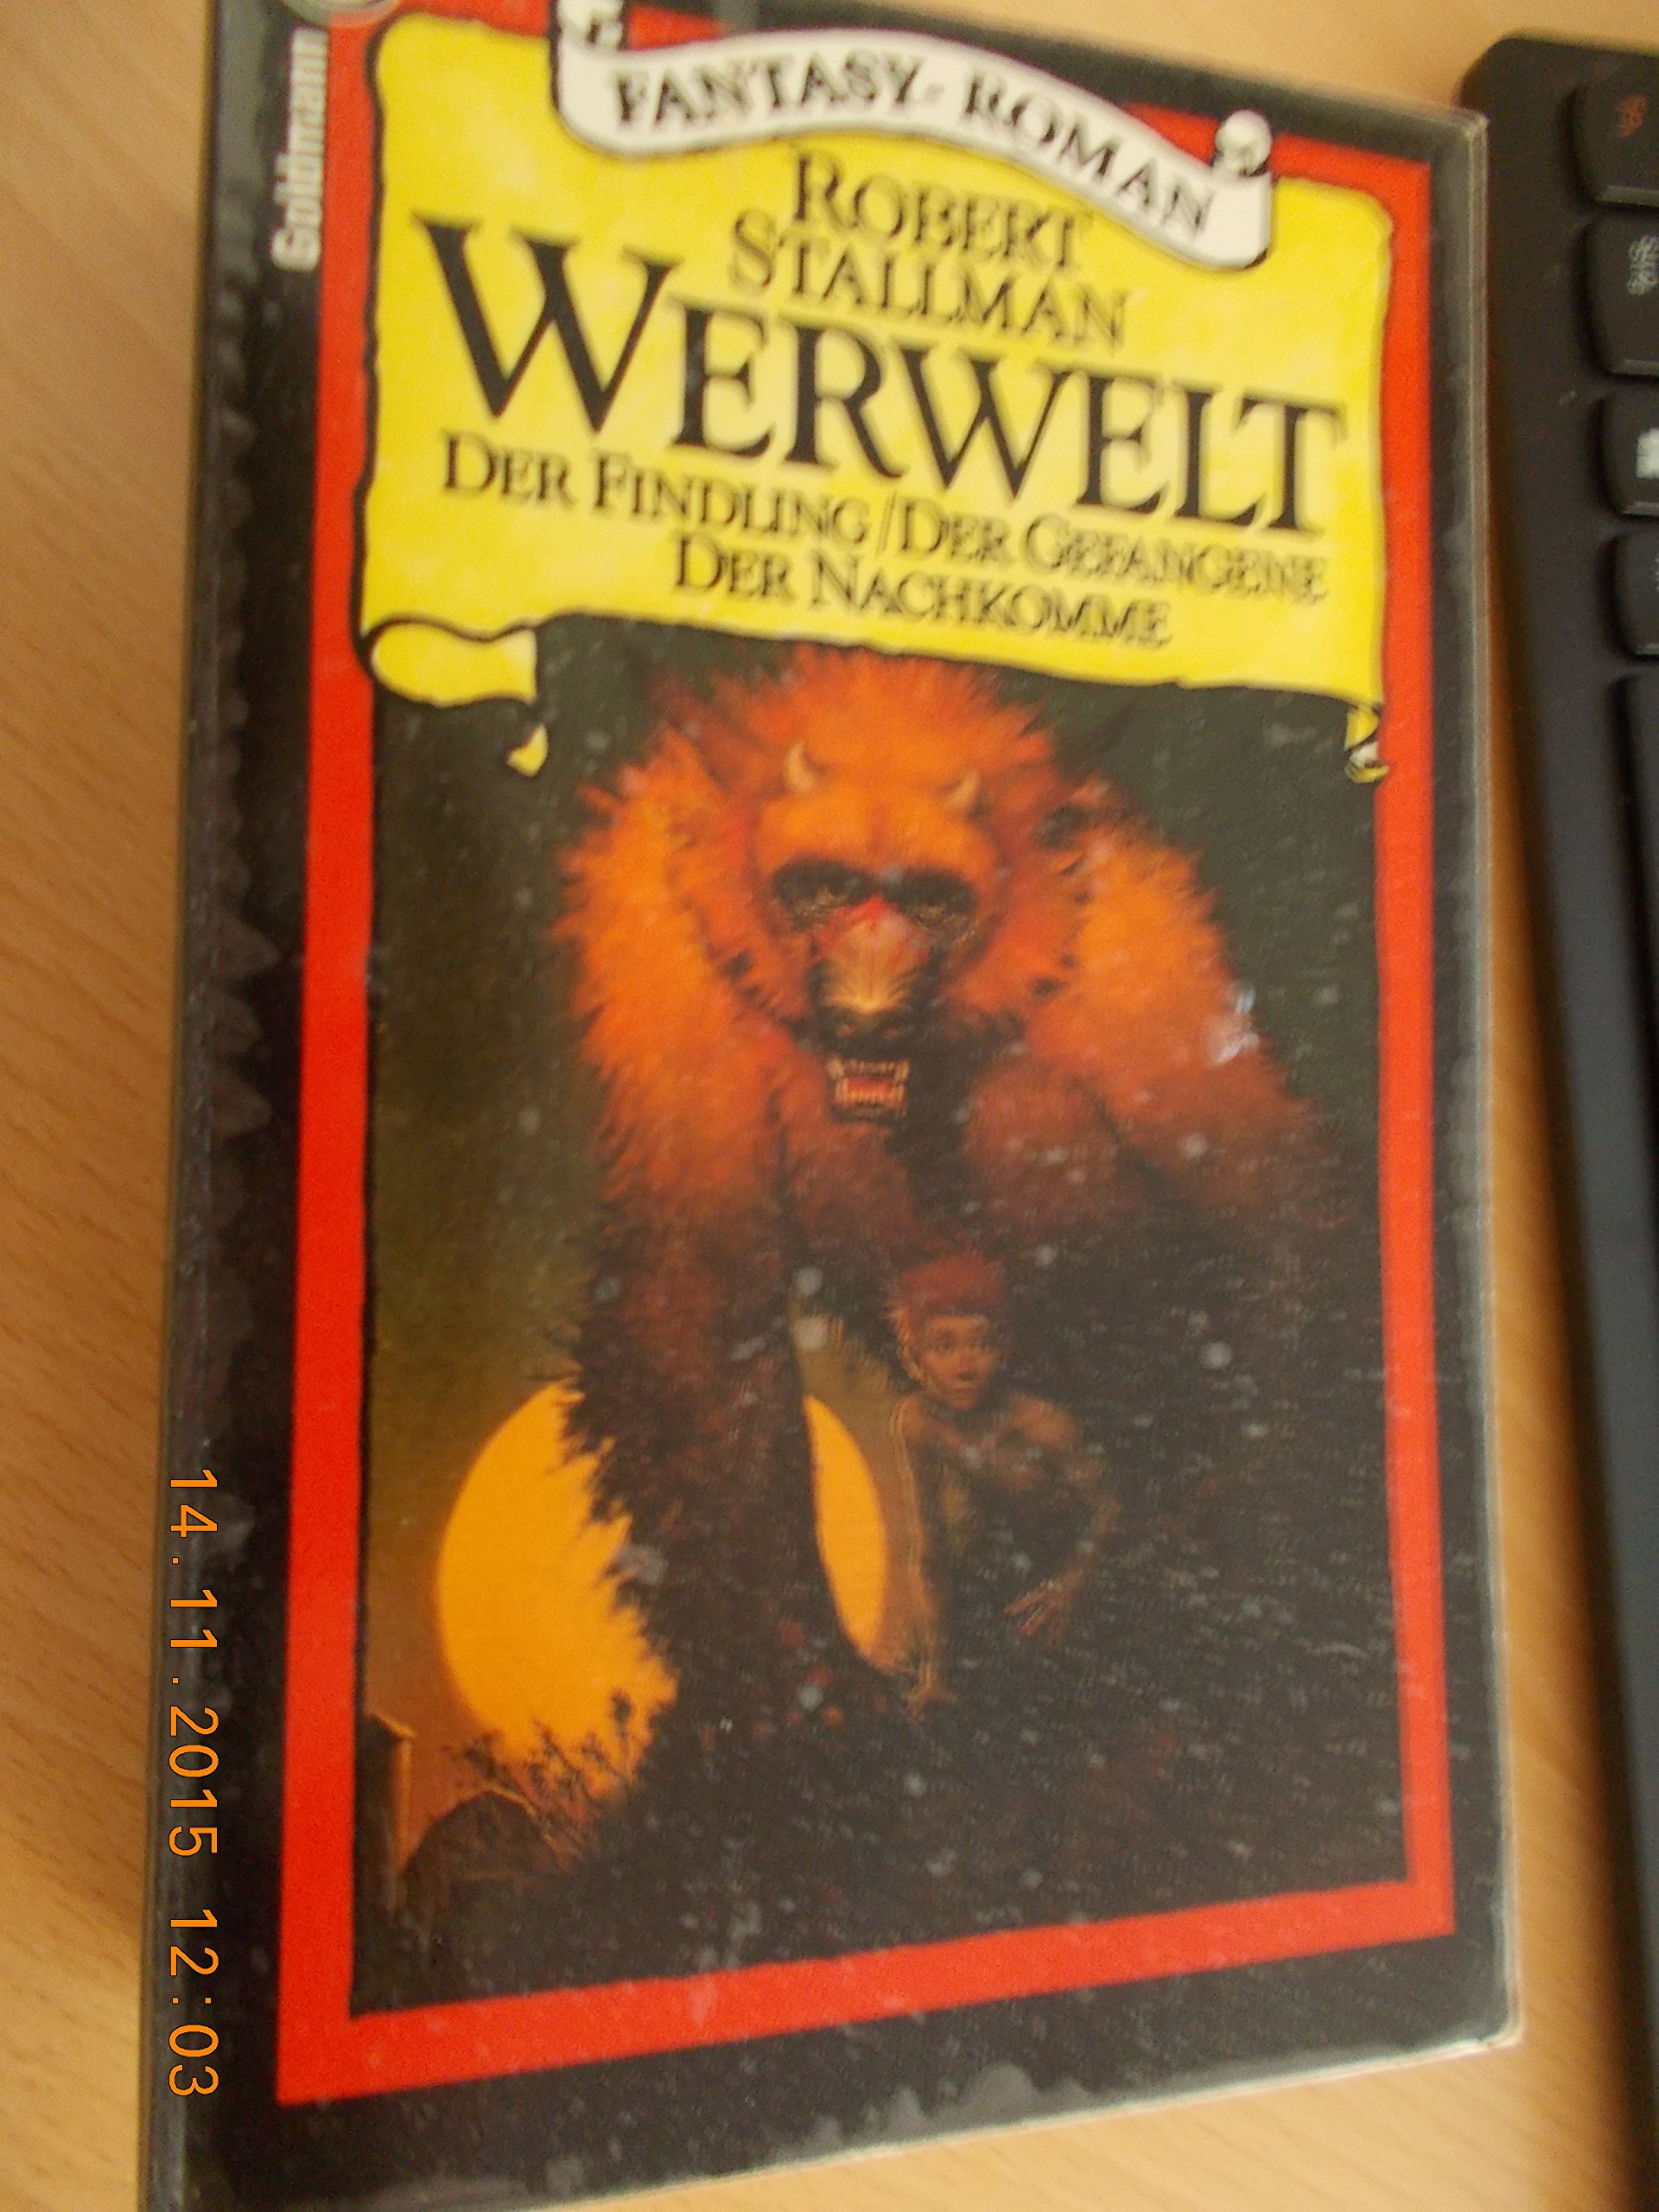 Goldmann
FANTASY-ROMAN
ROBERT
STALLMAN
WERWELT
DER FINDLING/DER GEFANGENE
DER NACHKOMME
14.11.2015 12:03